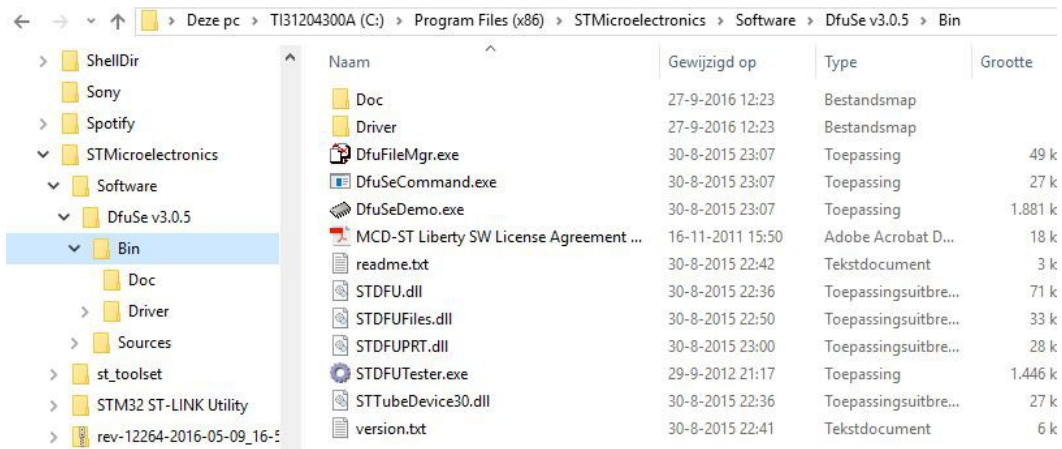 Deze pc > TI31204300A (C:) > Program Files (x86) > STMicroelectronics > Software > DfuSe v3.0.5 > Bin
ShellDir
Sony
Spotify
STMicroelectronics
Software
DfuSe v3.0.5
Bin
Doc
Driver
Sources
st_toolset
STM32 ST-LINK Utility
rev-12264-2016-05-09_16-5
Naam Gewijzigd op Type Grootte
Doc 27-9-2016 12:23 Bestandsmap
Driver 27-9-2016 12:23 Bestandsmap
DfuFileMgr.exe 30-8-2015 23:07 Toepassing 49 k
DfuSeCommand.exe 30-8-2015 23:07 Toepassing 27 k
DfuSeDemo.exe 30-8-2015 23:07 Toepassing 1.881 k
MCD-ST Liberty SW License Agreement ... 16-11-2011 15:50 Adobe Acrobat D... 18 k
readme.txt 30-8-2015 22:42 Tekstdocument 3 k
STDFU.dll 30-8-2015 22:36 Toepassingsuitbre... 71 k
STDFUFiles.dll 30-8-2015 22:50 Toepassingsuitbre... 33 k
STDFUPRT.dll 30-8-2015 23:00 Toepassingsuitbre... 28 k
STDFUTester.exe 29-9-2012 21:17 Toepassing 1.446 k
STTubeDevice30.dll 30-8-2015 22:36 Toepassingsuitbre... 27 k
version.txt 30-8-2015 22:41 Tekstdocument 6 k